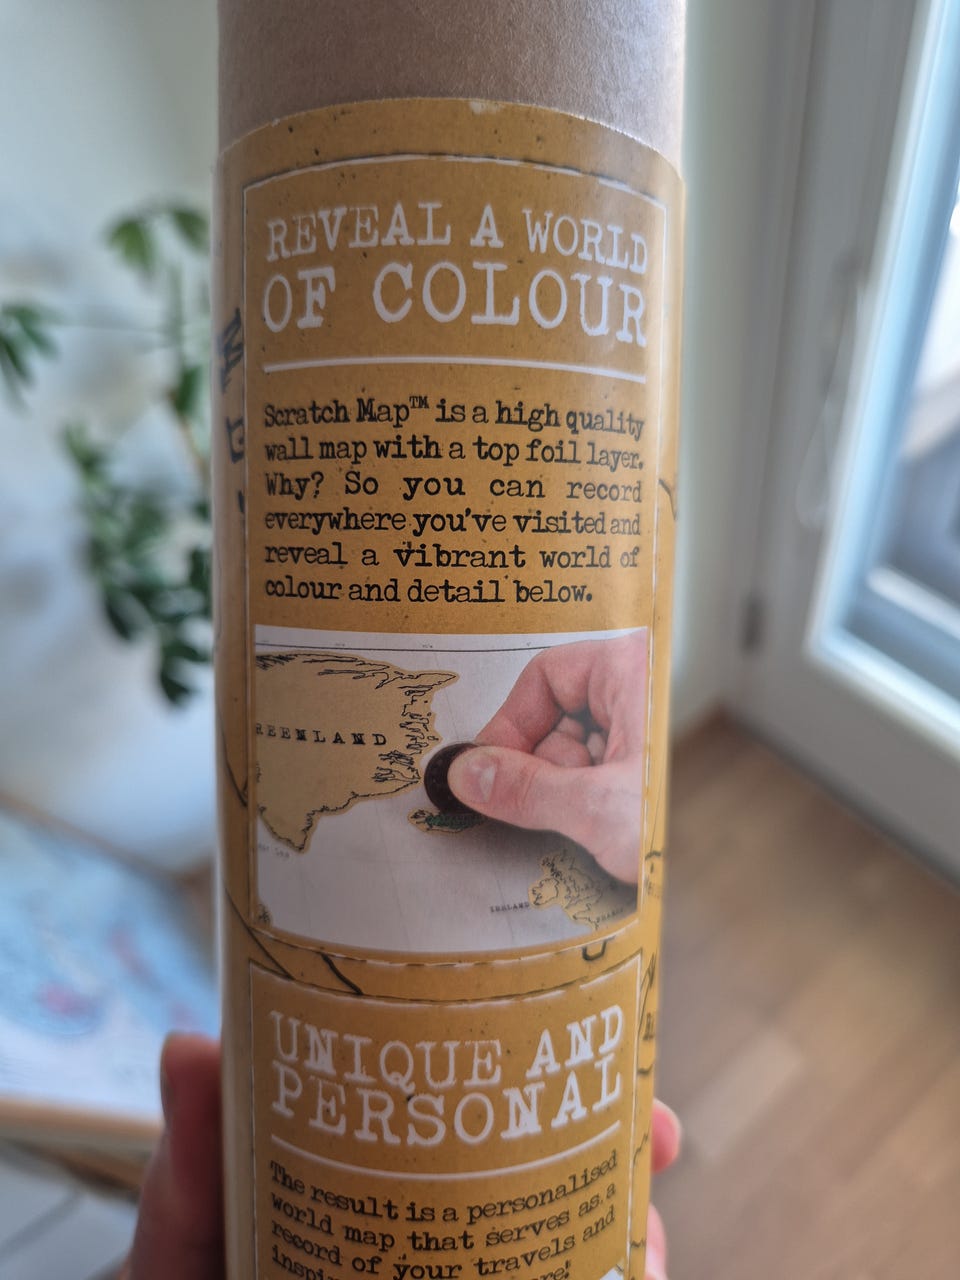 REVEAL A WORLD
OF COLOUR
Scratch Map™ is a high quality
wall map with a top foil layer.
Why? So you can record
everywhere you've visited and
reveal a vibrant world of
colour and detail below.
REENLAND
IRELAND
UNIQUE AND
PERSONAL
The result is a personalised
world map that serves as a
record of your travels and